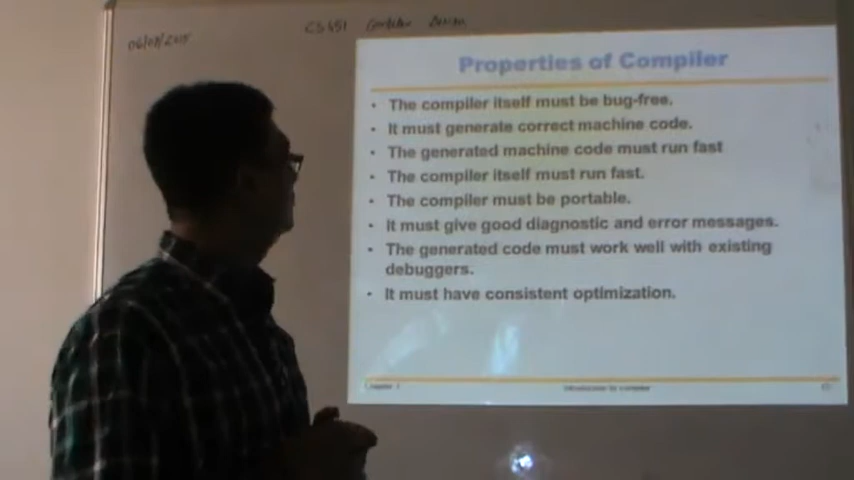 06/08/2015
CS 451 Compiler Design
Properties of Compiler
• The compiler itself must be bug-free.
• It must generate correct machine code.
• The generated machine code must run fast
• The compiler itself must run fast.
• The compiler must be portable.
• It must give good diagnostic and error messages.
• The generated code must work well with existing
debuggers.
• It must have consistent optimization.
Introduction to Compiler